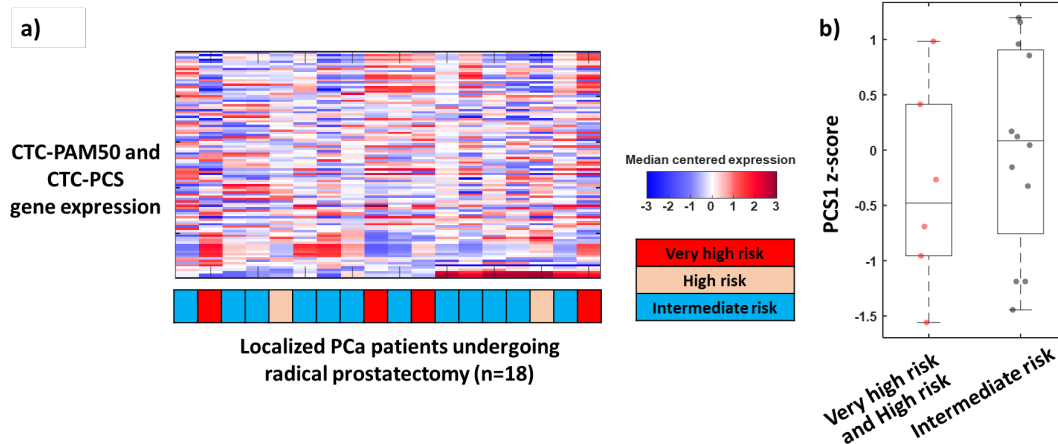 a)
CTC-PAM50 and
CTC-PCS
gene expression
Median centered expression
-3 -2 -1 0 1 2 3
Very high risk
High risk
Intermediate risk
Localized PCa patients undergoing
radical prostatectomy (n=18)
b)
PCS1 z-score
1
0.5
0
-0.5
-1
-1.5
Very high risk
and High risk
Intermediate risk